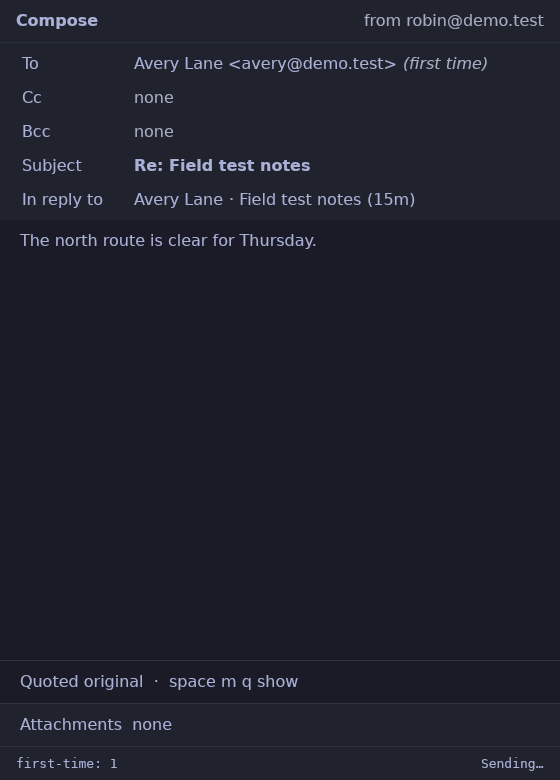 Compose from robin@demo.test
To Avery Lane <avery@demo.test> (first time)
Cc none
Bcc none
Subject Re: Field test notes
In reply to Avery Lane · Field test notes (15m)
The north route is clear for Thursday.
Quoted original · space m q show
Attachments none
first-time: 1 Sending…